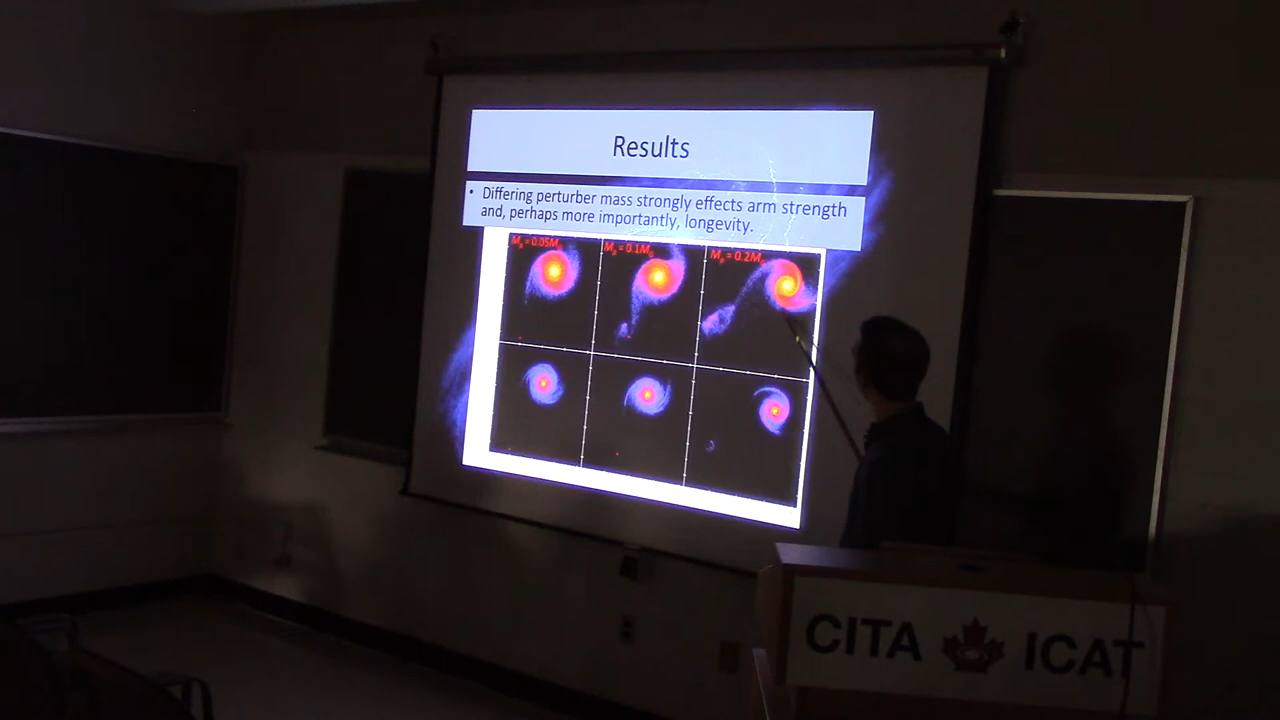 Results
• Differing perturber mass strongly effects arm strength
and, perhaps more importantly, longevity.
Mₚ = 0.05M
Mₚ = 0.1M
Mₚ = 0.2M
CITA ICAT